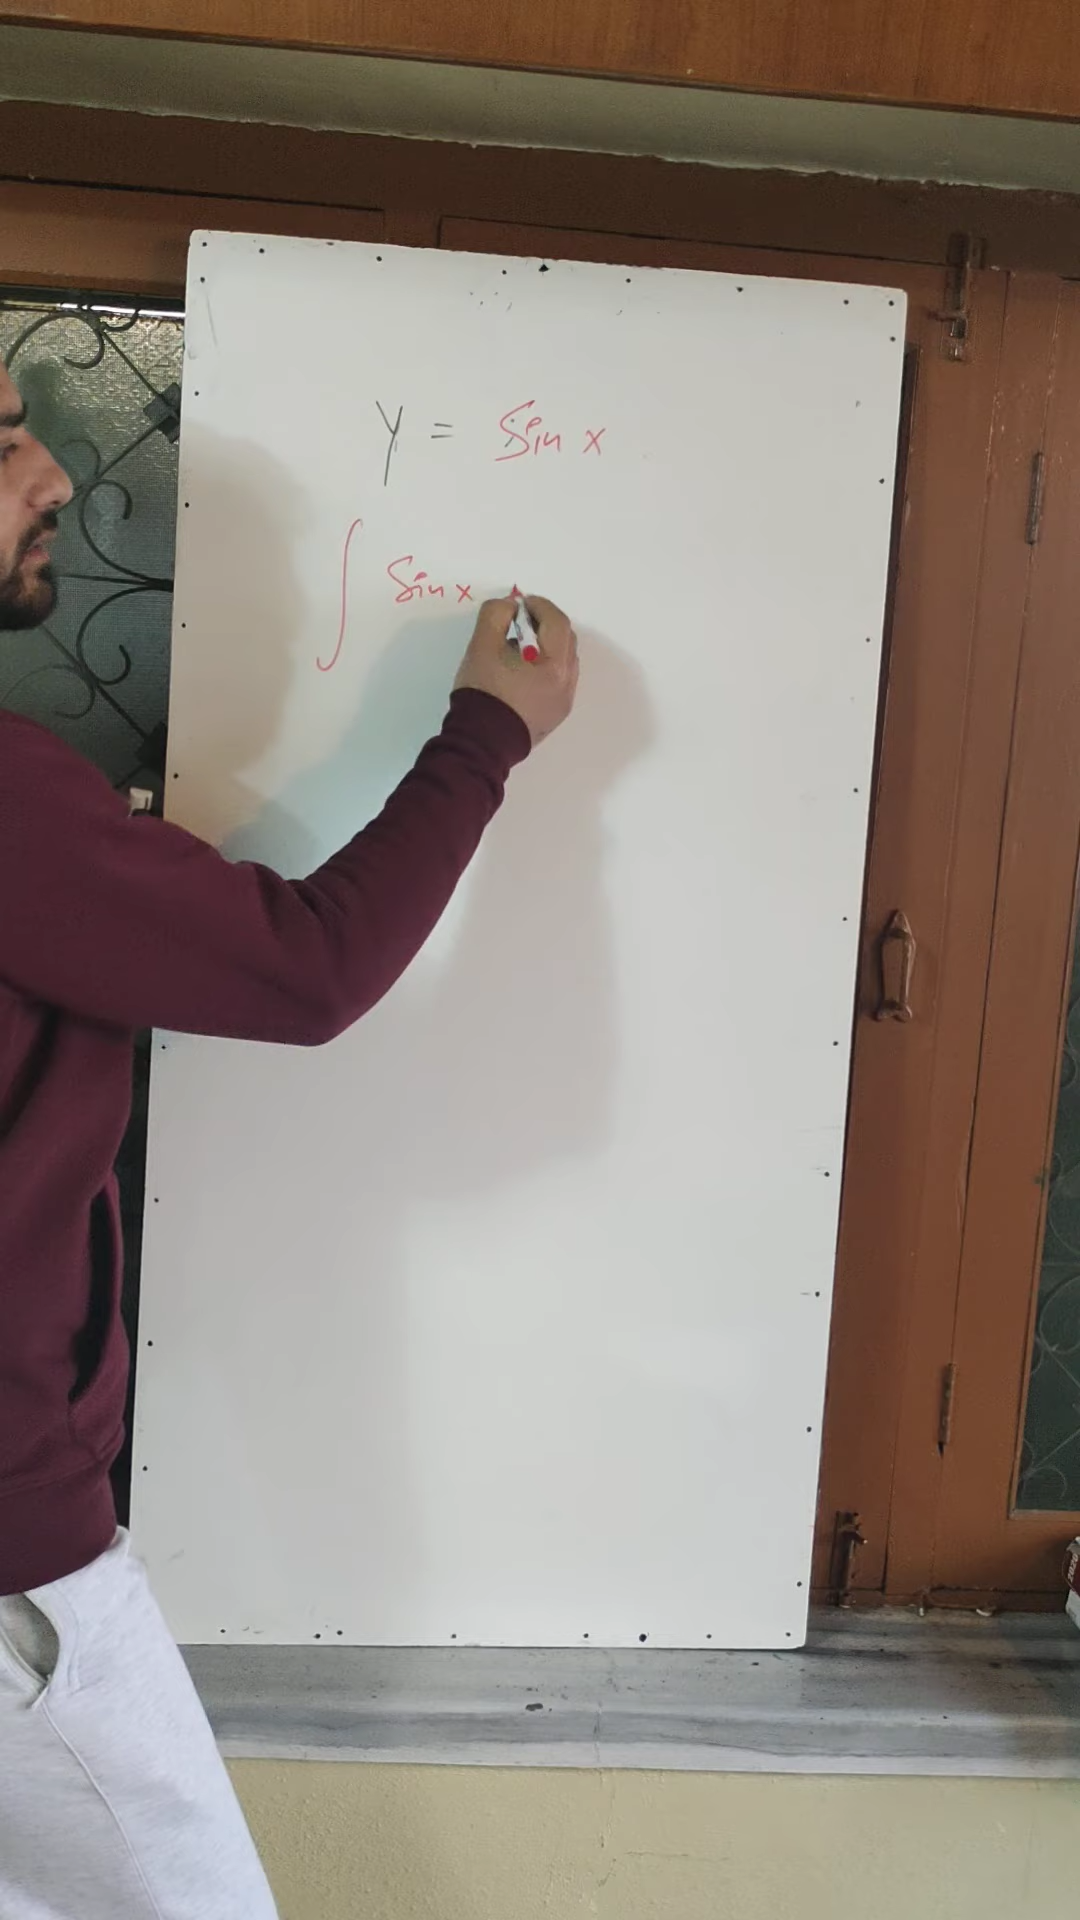 y = Sin x
∫ Sin x